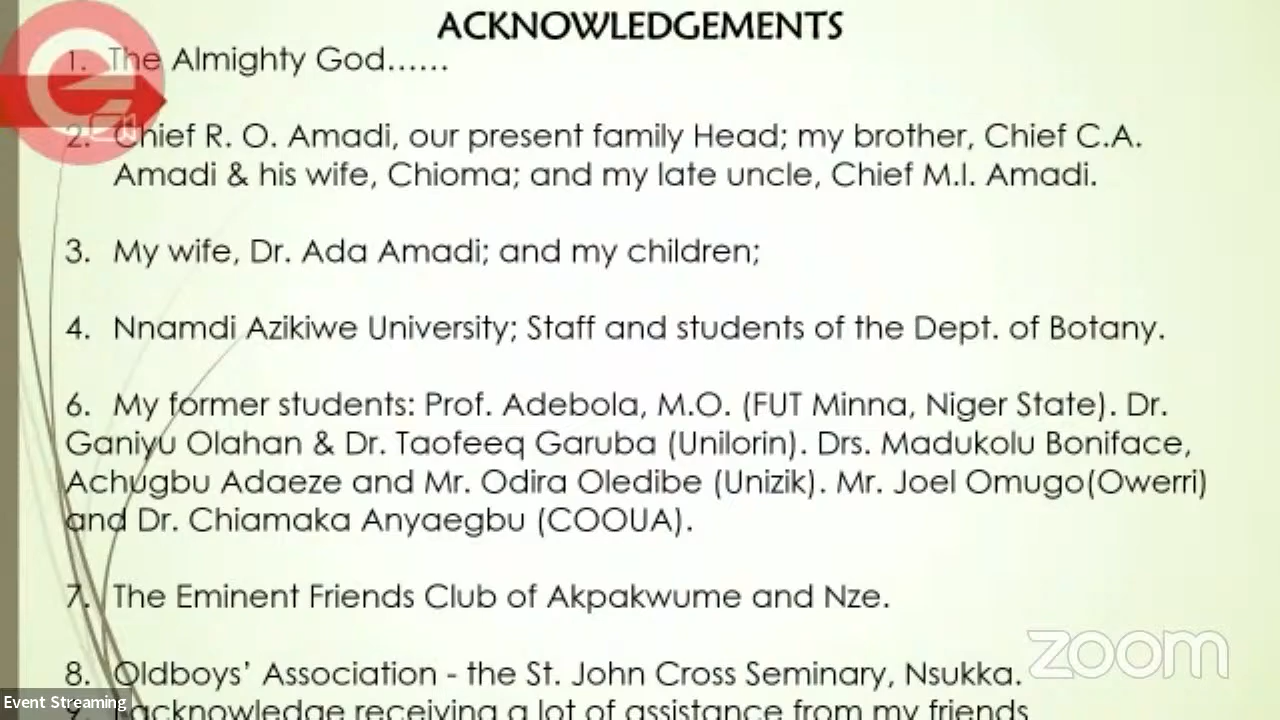 ACKNOWLEDGEMENTS
1. The Almighty God......
2. Chief R. O. Amadi, our present family Head; my brother, Chief C.A.
Amadi & his wife, Chioma; and my late uncle, Chief M.I. Amadi.
3. My wife, Dr. Ada Amadi; and my children;
4. Nnamdi Azikiwe University; Staff and students of the Dept. of Botany.
6. My former students: Prof. Adebola, M.O. (FUT Minna, Niger State). Dr.
Ganiyu Olahan & Dr. Taofeeq Garuba (Unilorin). Drs. Madukolu Boniface,
Achugbu Adaeze and Mr. Odira Oledibe (Unizik). Mr. Joel Omugo(Owerri)
and Dr. Chiamaka Anyaegbu (COOUA).
7. The Eminent Friends Club of Akpakwume and Nze.
8. Oldboys' Association - the St. John Cross Seminary, Nsukka.
zoom
Event Streaming
9. I acknowledge receiving a lot of assistance from my friends